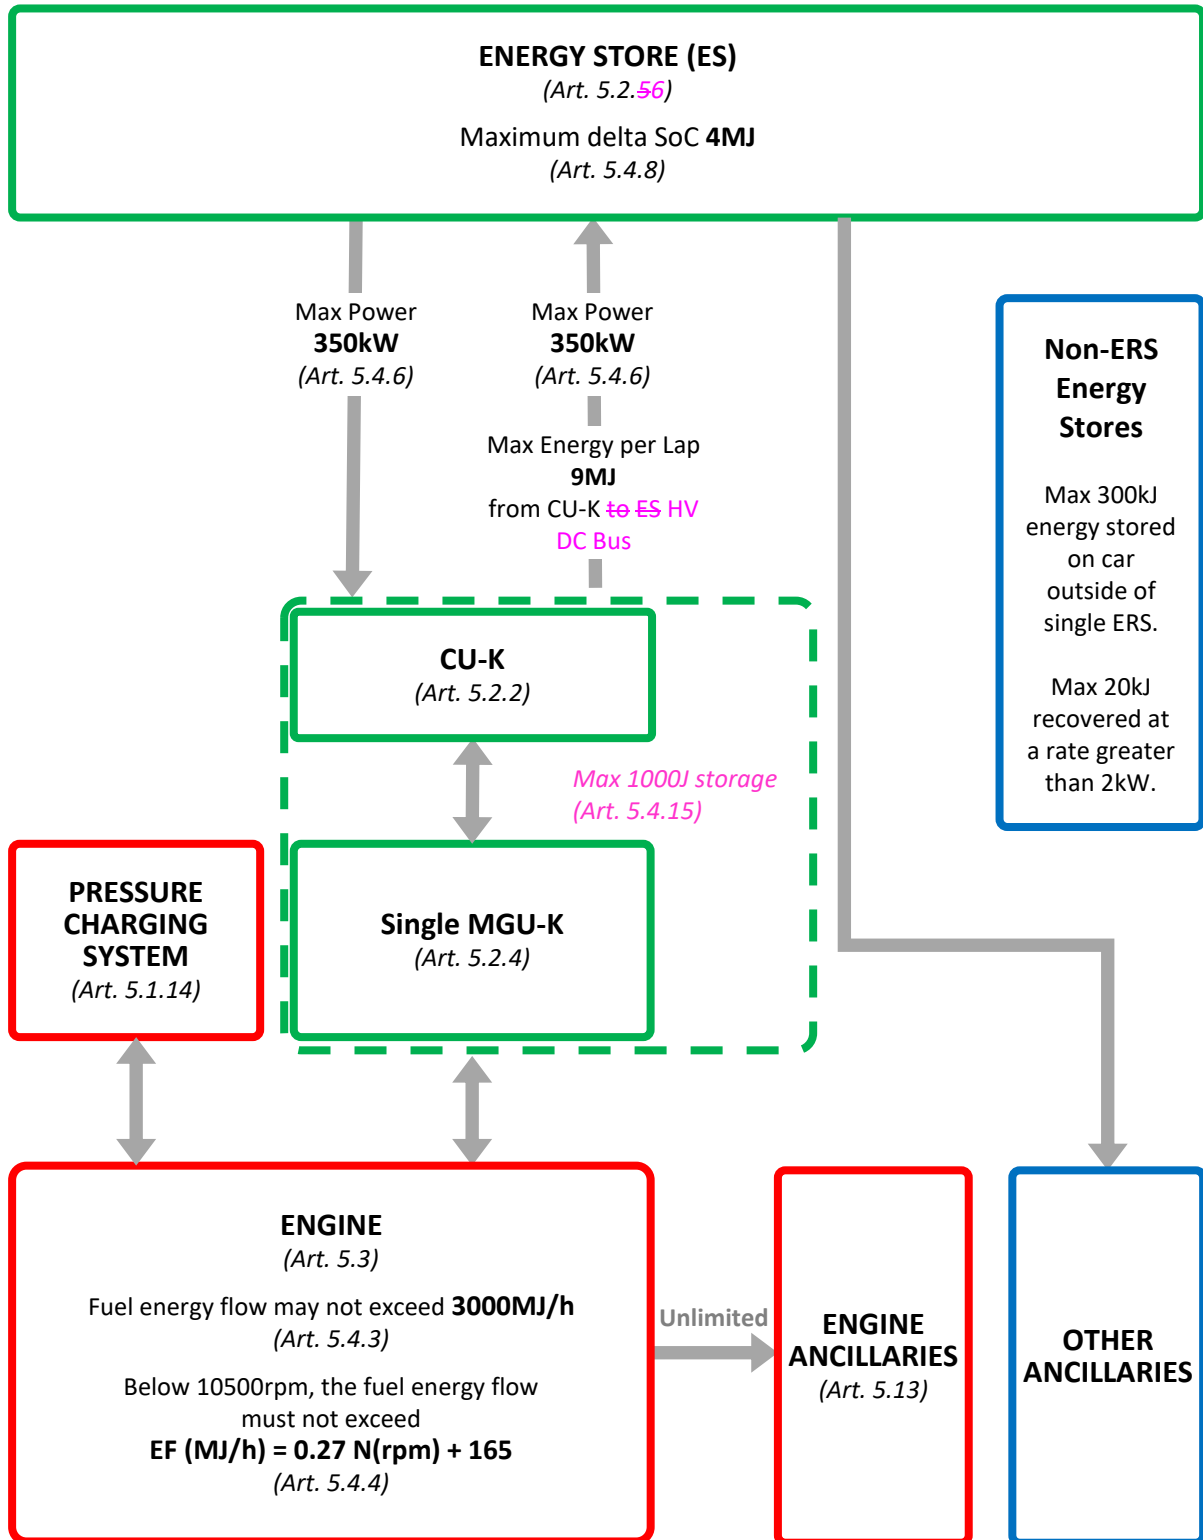 ENERGY STORE (ES)
(Art. 5.2.56)
Maximum delta SoC 4MJ
(Art. 5.4.8)
Max Power
350kW
(Art. 5.4.6)
Max Power
350kW
(Art. 5.4.6)
Max Energy per Lap
9MJ
from CU-K to ES HV
DC Bus
Non-ERS
Energy
Stores
Max 300kJ
energy stored
on car
outside of
single ERS.
Max 20kJ
recovered at
a rate greater
than 2kW.
CU-K
(Art. 5.2.2)
Max 1000J storage
(Art. 5.4.15)
PRESSURE
CHARGING
SYSTEM
(Art. 5.1.14)
Single MGU-K
(Art. 5.2.4)
ENGINE
(Art. 5.3)
Fuel energy flow may not exceed 3000MJ/h
(Art. 5.4.3)
Below 10500rpm, the fuel energy flow
must not exceed
EF (MJ/h) = 0.27 N(rpm) + 165
(Art. 5.4.4)
Unlimited
ENGINE
ANCILLARIES
(Art. 5.13)
OTHER
ANCILLARIES